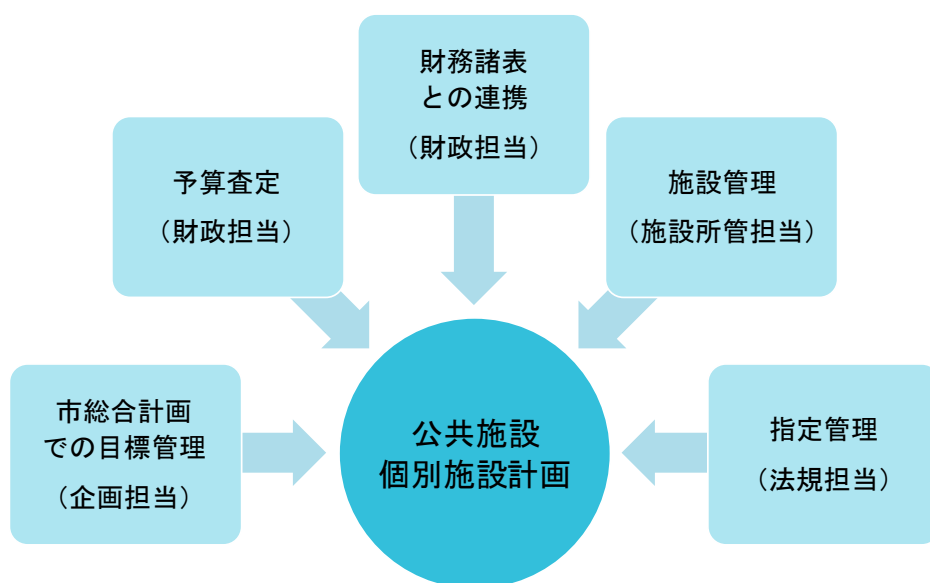 財務諸表
との連携
（財政担当）
予算査定
（財政担当）
施設管理
（施設所管担当）
市総合計画
での目標管理
（企画担当）
公共施設
個別施設計画
指定管理
（法規担当）